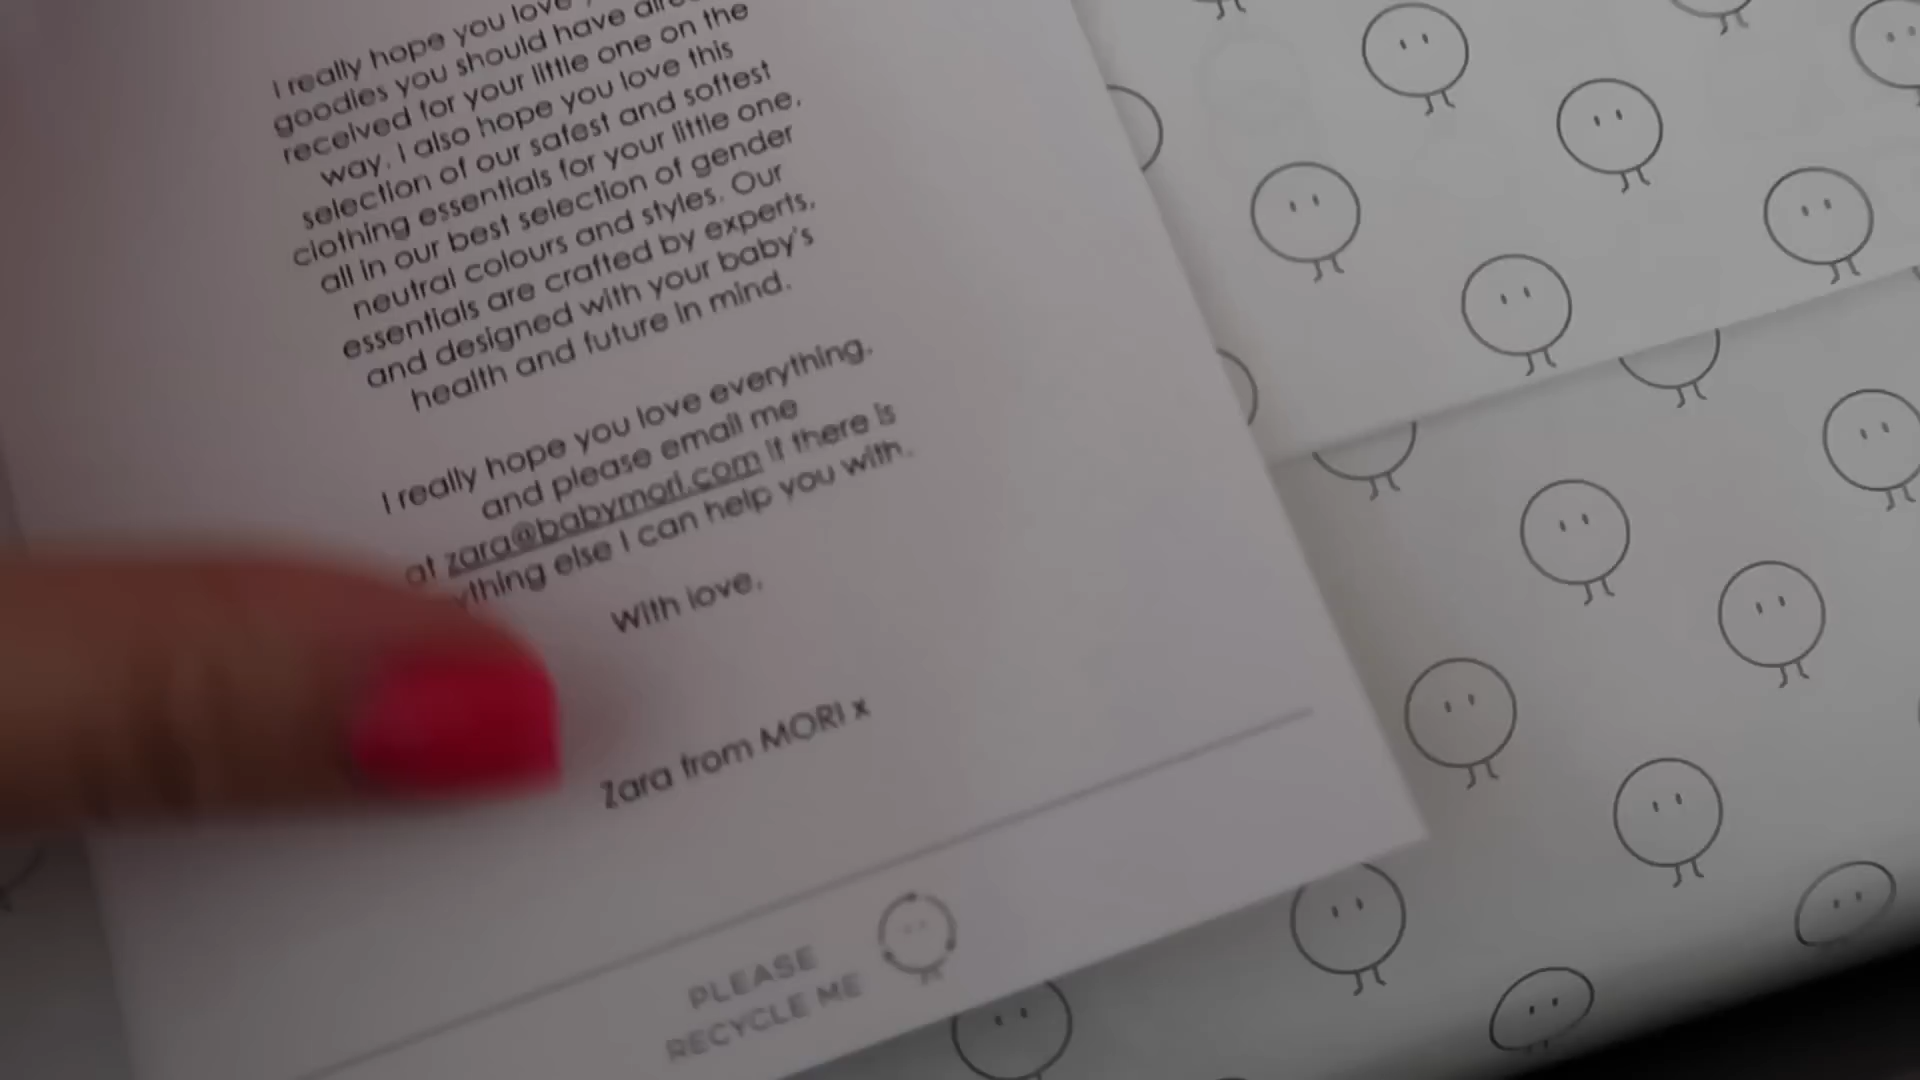 I really hope you love
goodies you should have
received for your little one on the
way. I also hope you love this
selection of our safest and softest
clothing essentials for your little one,
all in our best selection of gender
neutral colours and styles. Our
essentials are crafted by experts,
and designed with your baby's
health and future in mind.
I really hope you love everything,
and please email me
at zara@babymori.com if there is
ything else I can help you with.
With love,
Zara from MORI x
PLEASE
RECYCLE ME